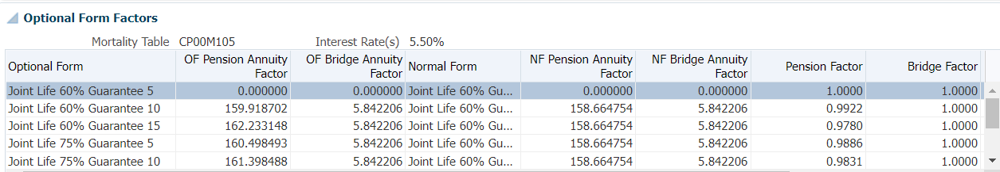 Optional Form Factors
Mortality Table CP00M105 Interest Rate(s) 5.50%
Optional Form OF Pension Annuity Factor OF Bridge Annuity Factor Normal Form NF Pension Annuity Factor NF Bridge Annuity Factor Pension Factor Bridge Factor
Joint Life 60% Guarantee 5 0.000000 0.000000 Joint Life 60% Gu... 0.000000 0.000000 1.0000 1.0000
Joint Life 60% Guarantee 10 159.918702 5.842206 Joint Life 60% Gu... 158.664754 5.842206 0.9922 1.0000
Joint Life 60% Guarantee 15 162.233148 5.842206 Joint Life 60% Gu... 158.664754 5.842206 0.9780 1.0000
Joint Life 75% Guarantee 5 160.498493 5.842206 Joint Life 60% Gu... 158.664754 5.842206 0.9886 1.0000
Joint Life 75% Guarantee 10 161.398488 5.842206 Joint Life 60% Gu... 158.664754 5.842206 0.9831 1.0000